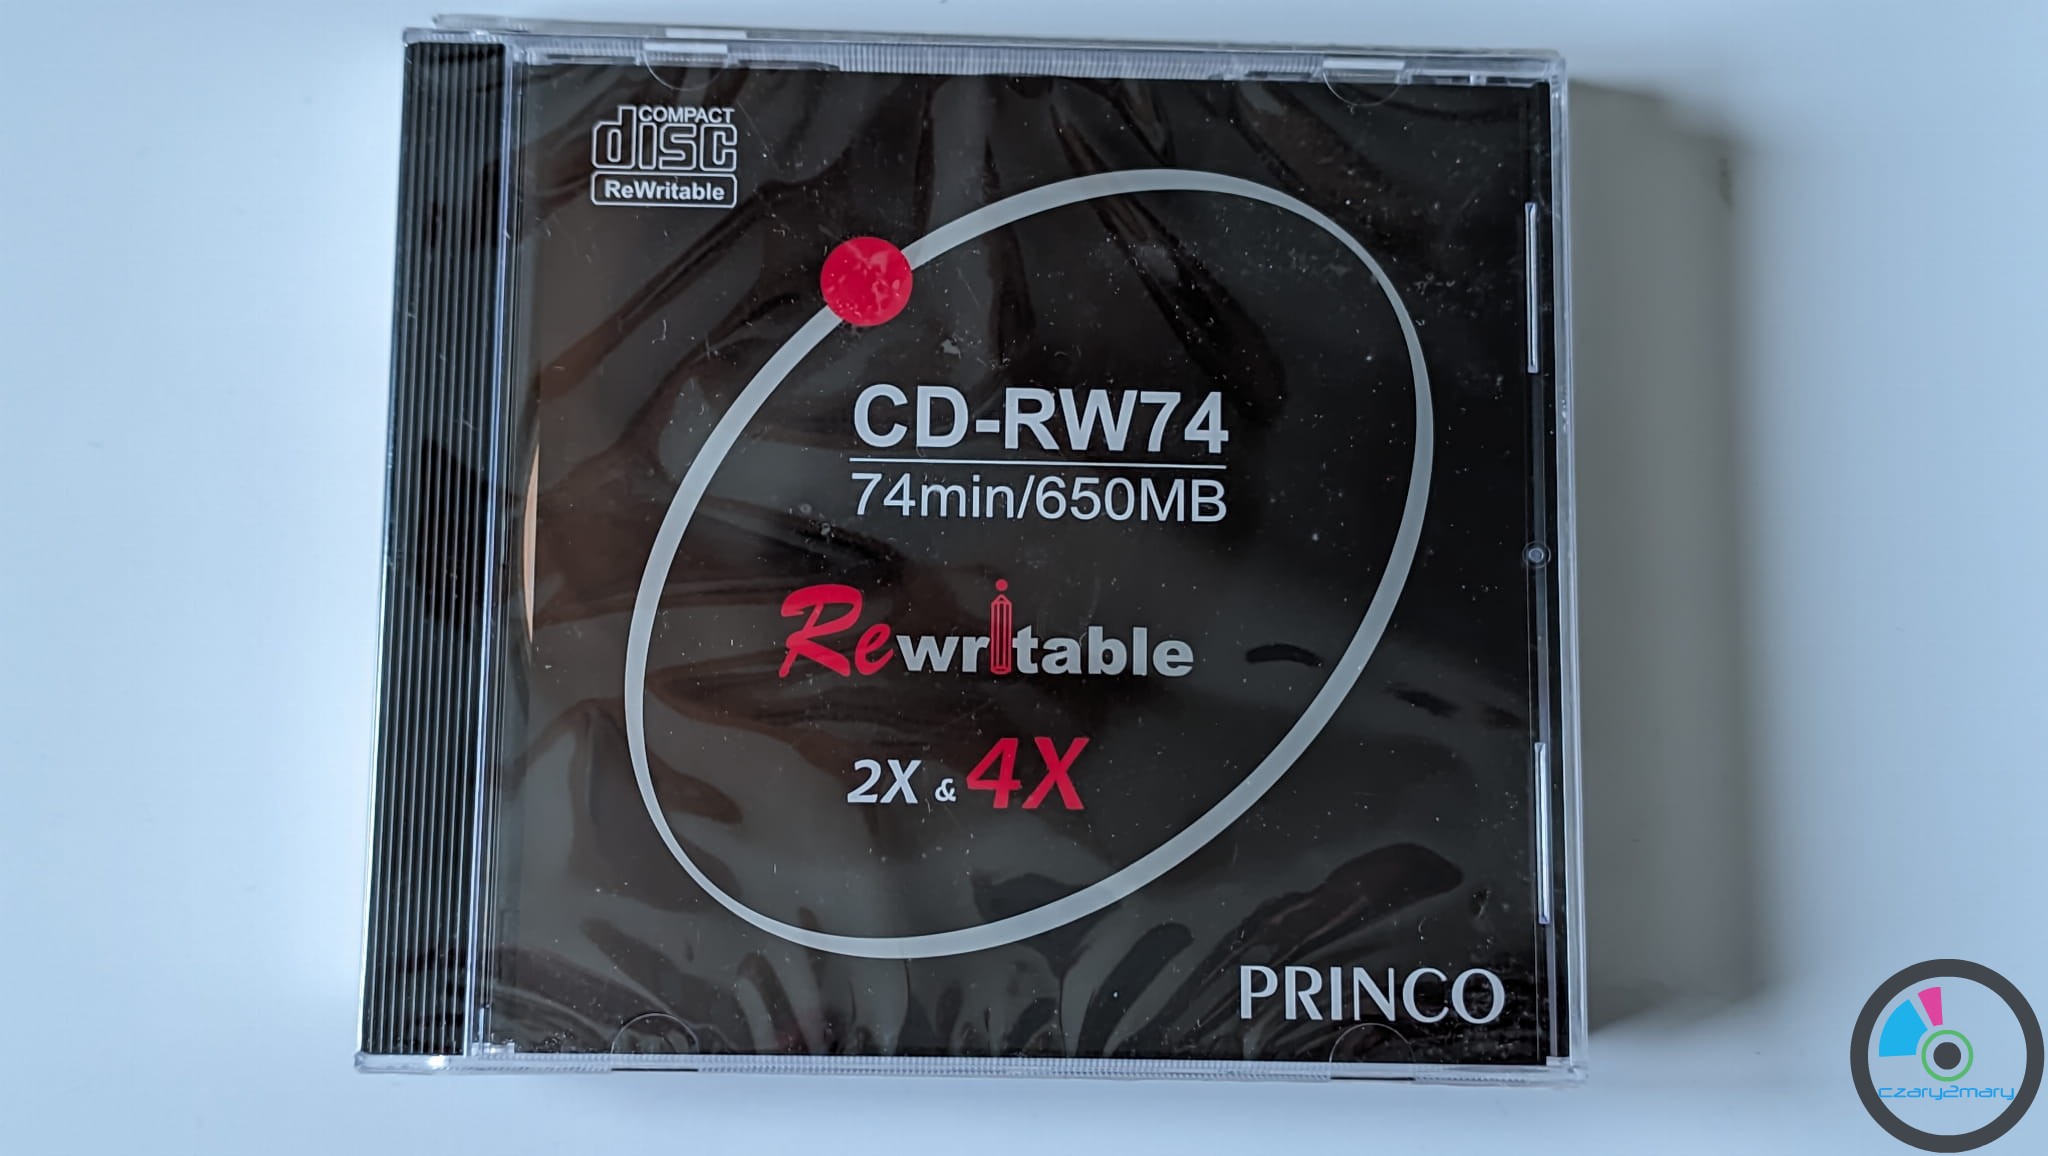 COMPACT
disc
ReWritable
CD-RW74
74min/650MB
Rewritable
2X & 4X
PRINCO
czary2mary